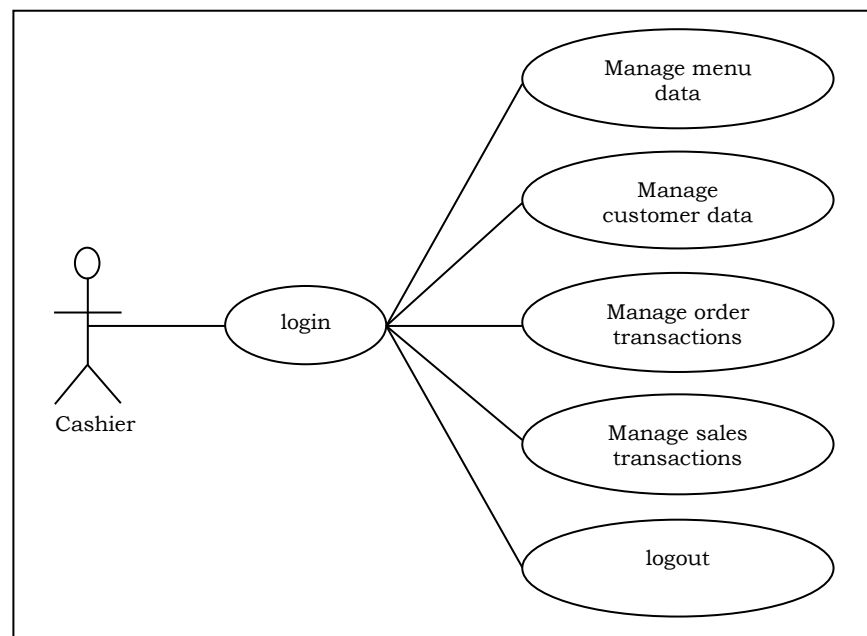 Manage menu
data
Manage
customer data
login
Manage order
transactions
Cashier
Manage sales
transactions
logout